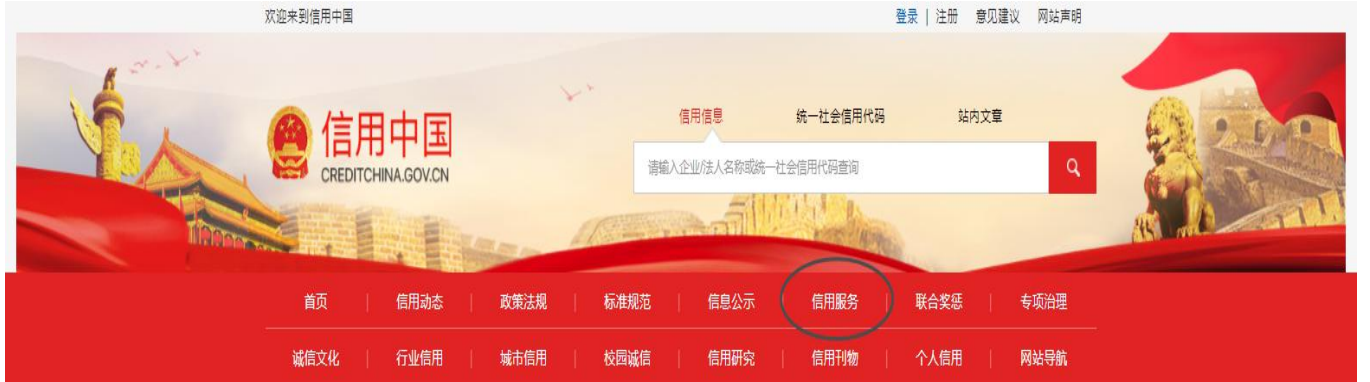 欢迎来到信用中国
登录 | 注册 意见建议 网站声明
信用信息 统一社会信用代码 站内文章
信用中国
CREDITCHINA.GOV.CN
请输入企业/法人名称或统一社会信用代码查询
首页 | 信用动态 | 政策法规 | 标准规范 | 信息公示 | 信用服务 | 联合奖惩 | 专项治理
诚信文化 | 行业信用 | 城市信用 | 校园诚信 | 信用研究 | 信用刊物 | 个人信用 | 网站导航